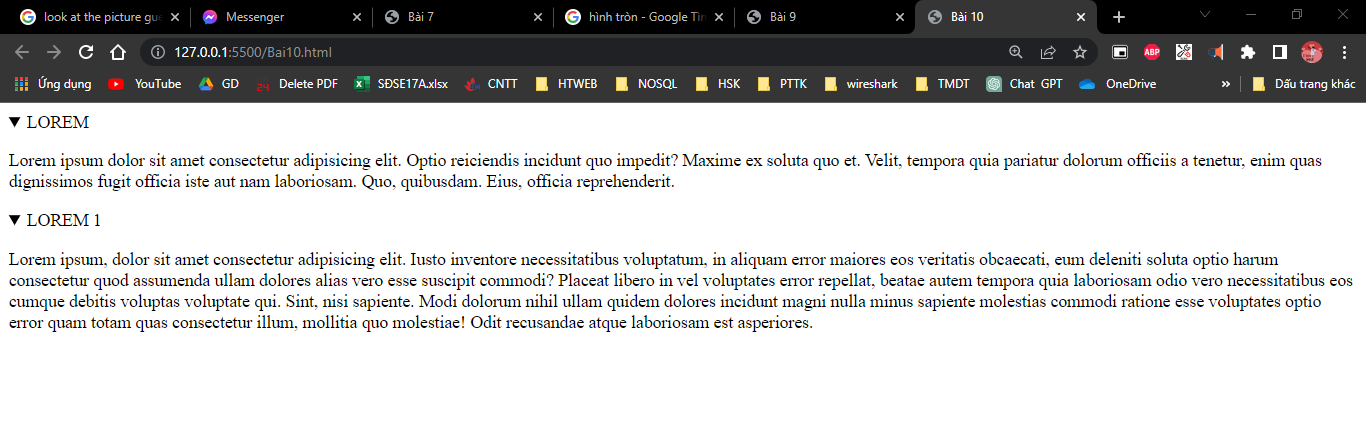 look at the picture gu
Messenger
Bài 7
hình tròn - Google Tìm
Bài 9
Bài 10
127.0.0.1:5500/Bai10.html
ABP
Ứng dụng
YouTube
GD
Delete PDF
SĐSE17A.xlsx
CNTT
HTWEB
NOSQL
HSK
PTTK
wireshark
TMDT
Chat GPT
OneDrive
»
Dấu trang khác
LOREM
Lorem ipsum dolor sit amet consectetur adipisicing elit. Optio reiciendis incidunt quo impedit? Maxime ex soluta quo et. Velit, tempora quia pariatur dolorum officiis a tenetur, enim quas
dignissimos fugit officia iste aut nam laboriosam. Quo, quibusdam. Eius, officia reprehenderit.
LOREM 1
Lorem ipsum, dolor sit amet consectetur adipisicing elit. Iusto inventore necessitatibus voluptatum, in aliquam error maiores eos veritatis obcaecati, eum deleniti soluta optio harum
consectetur quod assumenda ullam dolores alias vero esse suscipit commodi? Placeat libero in vel voluptates error repellat, beatae autem tempora quia laboriosam odio vero necessitatibus eos
cumque debitis voluptas voluptate qui. Sint, nisi sapiente. Modi dolorum nihil ullam quidem dolores incidunt magni nulla minus sapiente molestias commodi ratione esse voluptates optio
error quam totam quas consectetur illum, mollitia quo molestiae! Odit recusandae atque laboriosam est asperiores.